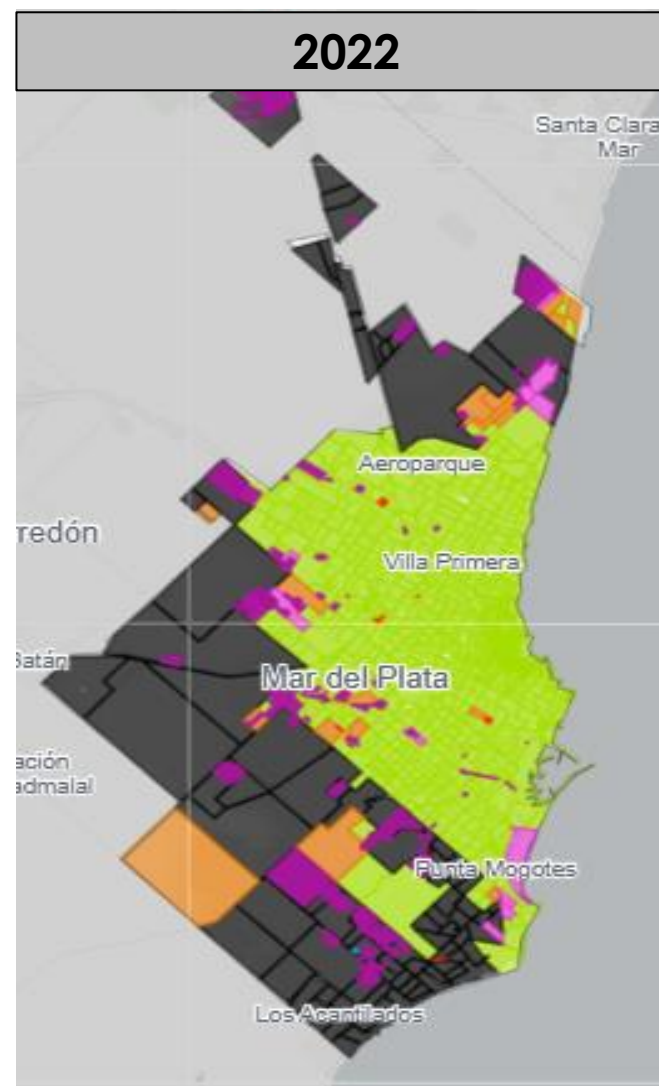 2022
Santa Clara
Mar
Aeroparque
redón
Villa Primera
Batán
Mar del Plata
ación
admalal
Punta Mogotes
Los Acantilados